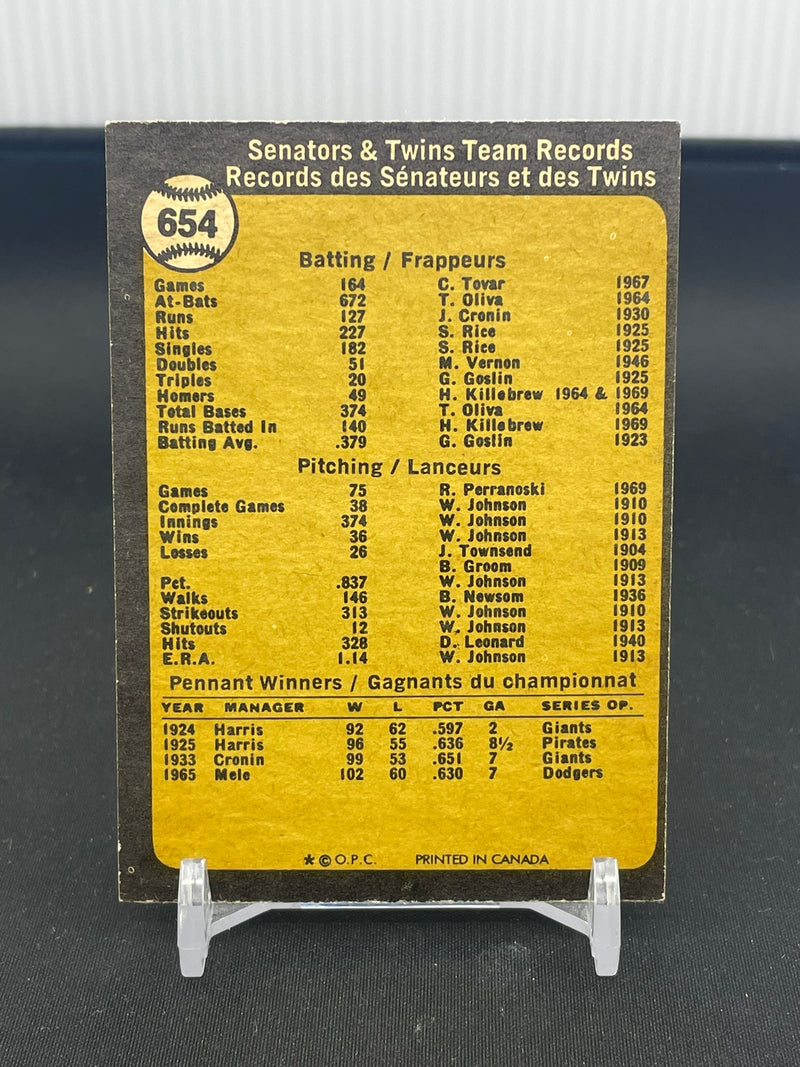 Senators & Twins Team Records
Records des Sénateurs et des Twins
654
Batting / Frappeurs
Games 164 C. Tovar 1967
At-Bats 672 T. Oliva 1964
Runs 127 J. Cronin 1930
Hits 227 S. Rice 1925
Singles 182 S. Rice 1925
Doubles 51 M. Vernon 1946
Triples 20 G. Goslin 1925
Homers 49 H. Killebrew 1964 & 1969
Total Bases 374 T. Oliva 1964
Runs Batted In 140 H. Killebrew 1969
Batting Avg. .379 G. Goslin 1923
Pitching / Lanceurs
Games 75 R. Perranoski 1969
Complete Games 38 W. Johnson 1910
Innings 374 W. Johnson 1910
Wins 36 W. Johnson 1913
Losses 26 J. Townsend 1904
B. Groom 1909
Pct. .837 W. Johnson 1913
Walks 146 B. Newsom 1936
Strikeouts 313 W. Johnson 1910
Shutouts 12 W. Johnson 1913
Hits 328 D. Leonard 1940
E.R.A. 1.14 W. Johnson 1913
Pennant Winners / Gagnants du championnat
YEAR MANAGER W L PCT GA SERIES OP.
1924 Harris 92 62 .597 2 Giants
1925 Harris 96 55 .636 8½ Pirates
1933 Cronin 99 53 .651 7 Giants
1965 Mele 102 60 .630 7 Dodgers
* © O.P.C. PRINTED IN CANADA